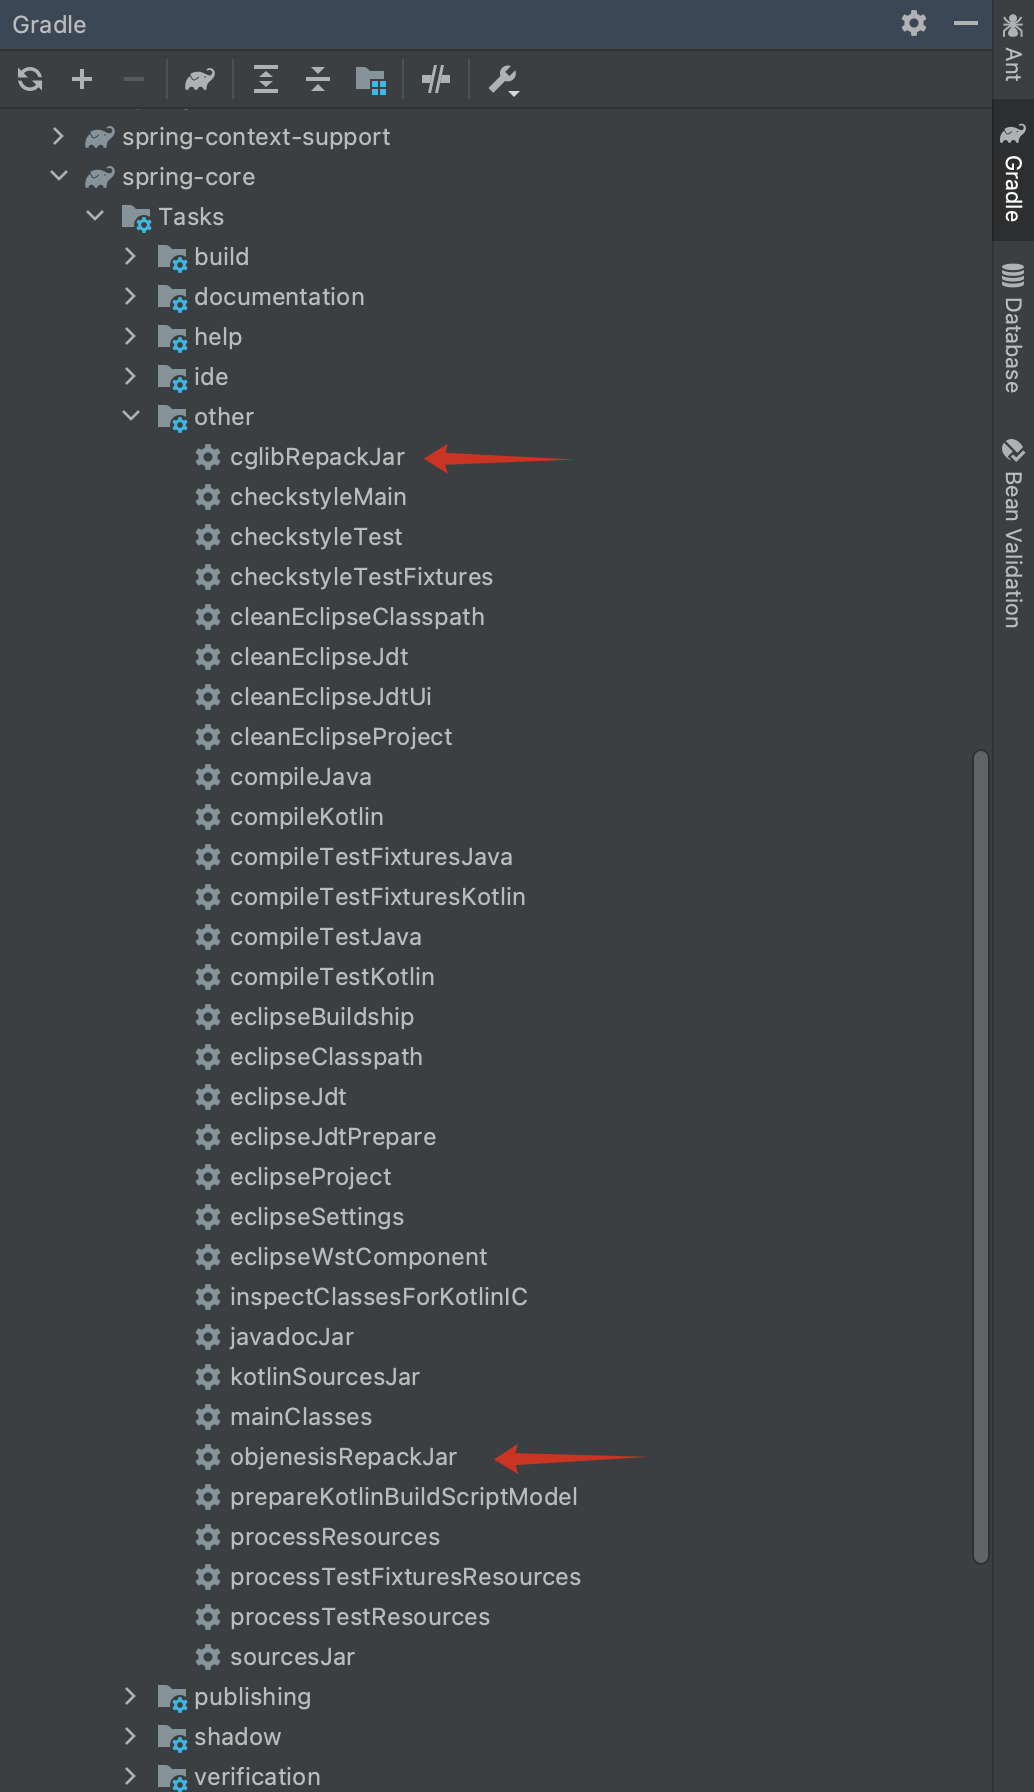 Gradle
spring-context-support
spring-core
Tasks
build
documentation
help
ide
other
cglibRepackJar
checkstyleMain
checkstyleTest
checkstyleTestFixtures
cleanEclipseClasspath
cleanEclipseJdt
cleanEclipseJdtUi
cleanEclipseProject
compileJava
compileKotlin
compileTestFixturesJava
compileTestFixturesKotlin
compileTestJava
compileTestKotlin
eclipseBuildship
eclipseClasspath
eclipseJdt
eclipseJdtPrepare
eclipseProject
eclipseSettings
eclipseWstComponent
inspectClassesForKotlinIC
javadocJar
kotlinSourcesJar
mainClasses
objenesisRepackJar
prepareKotlinBuildScriptModel
processResources
processTestFixturesResources
processTestResources
sourcesJar
publishing
shadow
verification
Ant
Gradle
Database
Bean Validation